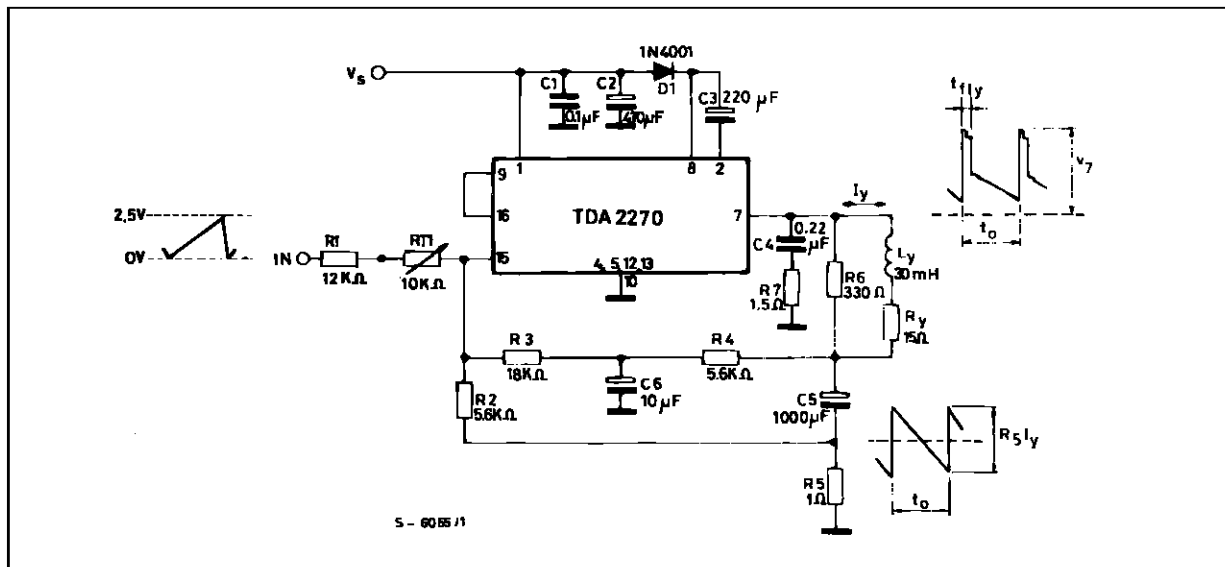 1N4001
Vs
C1
0.1µF
C2
470µF
D1
C3 220 µF
tfly
V7
to
1
8
2
9
16
TDA 2270
7
15
4 5 12 13
10
2,5V
0V
IN
R1
12KΩ
RT1
10KΩ
Iy
0.22
µF
C4
R7
1.5Ω
R6
330 Ω
Ly
30mH
Ry
15Ω
R 3
18KΩ
R 4
5.6KΩ
C6
10µF
R2
5.6KΩ
C5
1000µF
R5
1Ω
R5 Iy
to